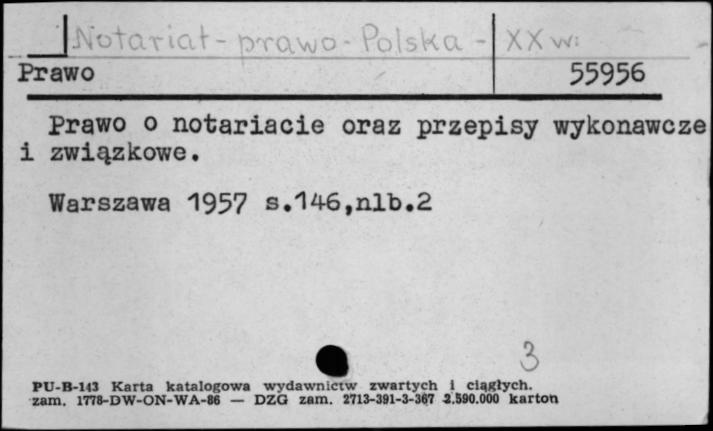 Notariat - prawo - Polska - XX w.
Prawo 55956
Prawo o notariacie oraz przepisy wykonawcze
i związkowe.
Warszawa 1957 s.146,nlb.2
3
PU-B-143 Karta katalogowa wydawnictw zwartych i ciągłych.
zam. 1778-DW-ON-WA-86 — DZG zam. 2713-391-3-367 2.590.000 karton